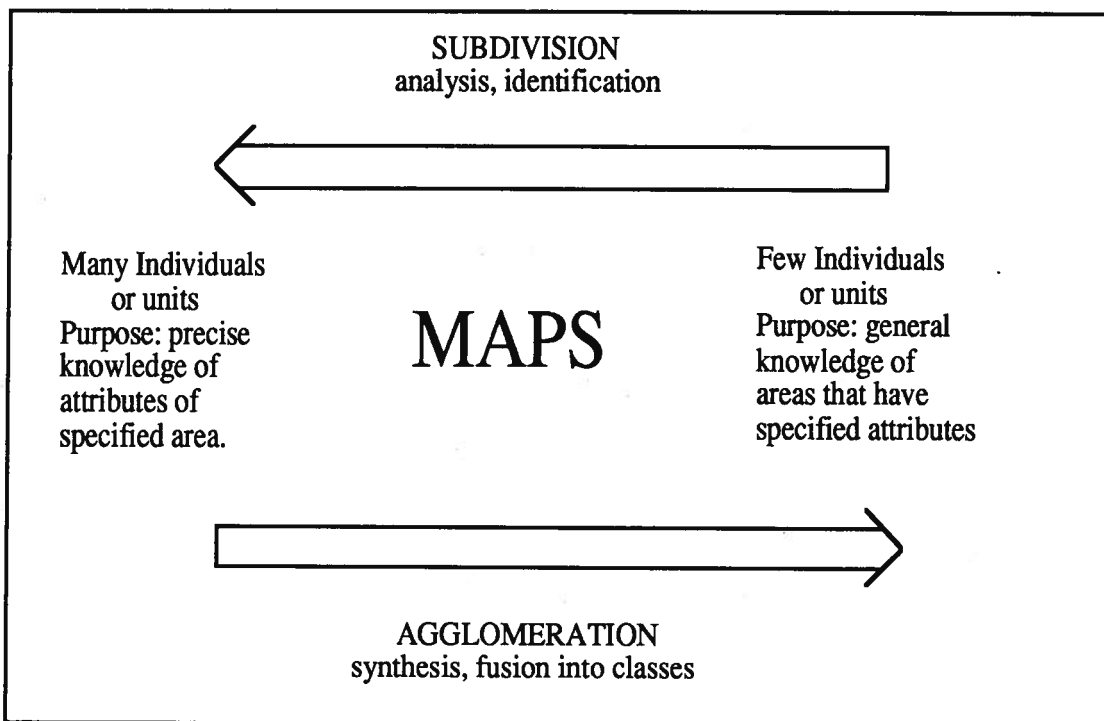 SUBDIVISION
analysis, identification
Many Individuals
or units
Purpose: precise
knowledge of
attributes of
specified area.
MAPS
Few Individuals
or units
Purpose: general
knowledge of
areas that have
specified attributes
AGGLOMERATION
synthesis, fusion into classes